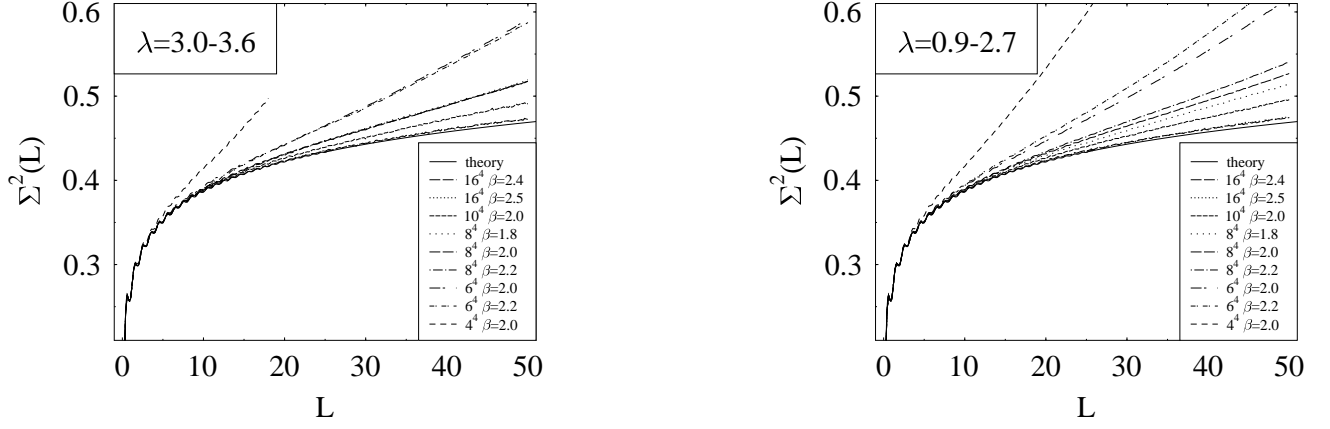 λ=3.0-3.6
0.6
0.5
0.4
0.3
Σ²(L)
theory
16⁴ β=2.4
16⁴ β=2.5
10⁴ β=2.0
8⁴ β=1.8
8⁴ β=2.0
8⁴ β=2.2
6⁴ β=2.0
6⁴ β=2.2
4⁴ β=2.0
0 10 20 30 40 50
L
λ=0.9-2.7
0.6
0.5
0.4
0.3
Σ²(L)
theory
16⁴ β=2.4
16⁴ β=2.5
10⁴ β=2.0
8⁴ β=1.8
8⁴ β=2.0
8⁴ β=2.2
6⁴ β=2.0
6⁴ β=2.2
4⁴ β=2.0
0 10 20 30 40 50
L